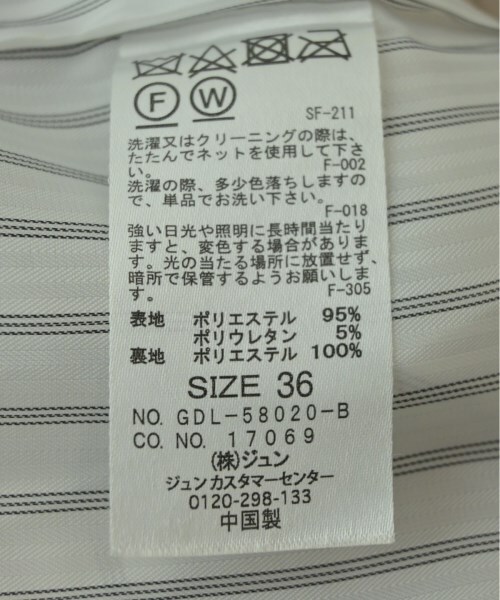 F W
SF-211
洗濯又はクリーニングの際は、
たたんでネットを使用して下さ
い。 F-002
洗濯の際、多少色落ちしますの
で、単品でお洗い下さい。
F-018
強い日光や照明に長時間当たり
ますと、変色する場合がありま
す。光の当たる場所に放置せず、
暗所で保管するようお願いしま
す。 F-305
表地 ポリエステル 95%
ポリウレタン 5%
裏地 ポリエステル 100%
SIZE 36
NO. GDL-58020-B
CO. NO. 17069
(株)ジュン
ジュン カスタマーセンター
0120-298-133
中国製